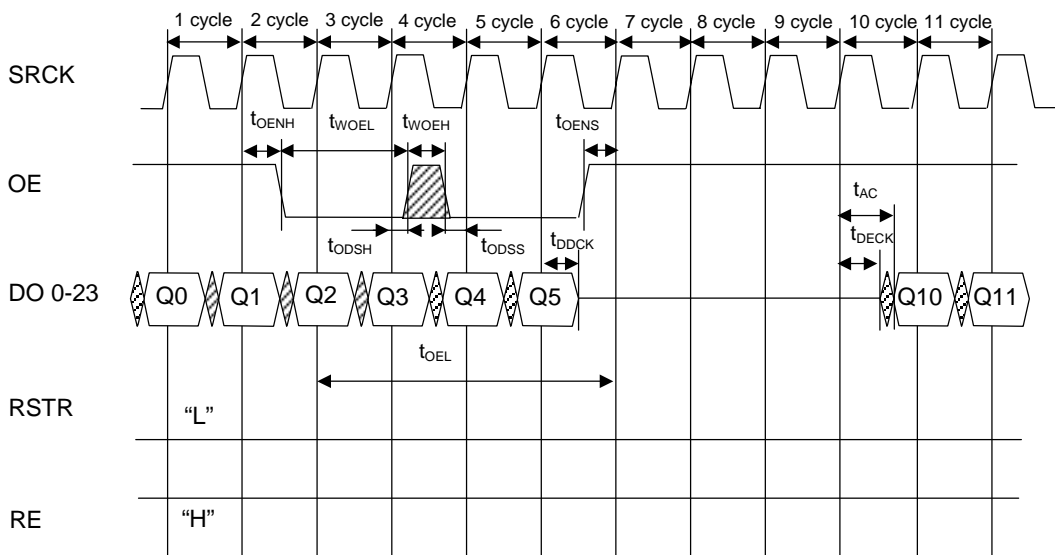 1 cycle 2 cycle 3 cycle 4 cycle 5 cycle 6 cycle 7 cycle 8 cycle 9 cycle 10 cycle 11 cycle
SRCK
tOENH tWOEL tWOEH tOENS
OE
tAC
tODSH tODSS tDDCK tDECK
DO 0-23 Q0 Q1 Q2 Q3 Q4 Q5 Q10 Q11
tOEL
RSTR “L”
RE “H”